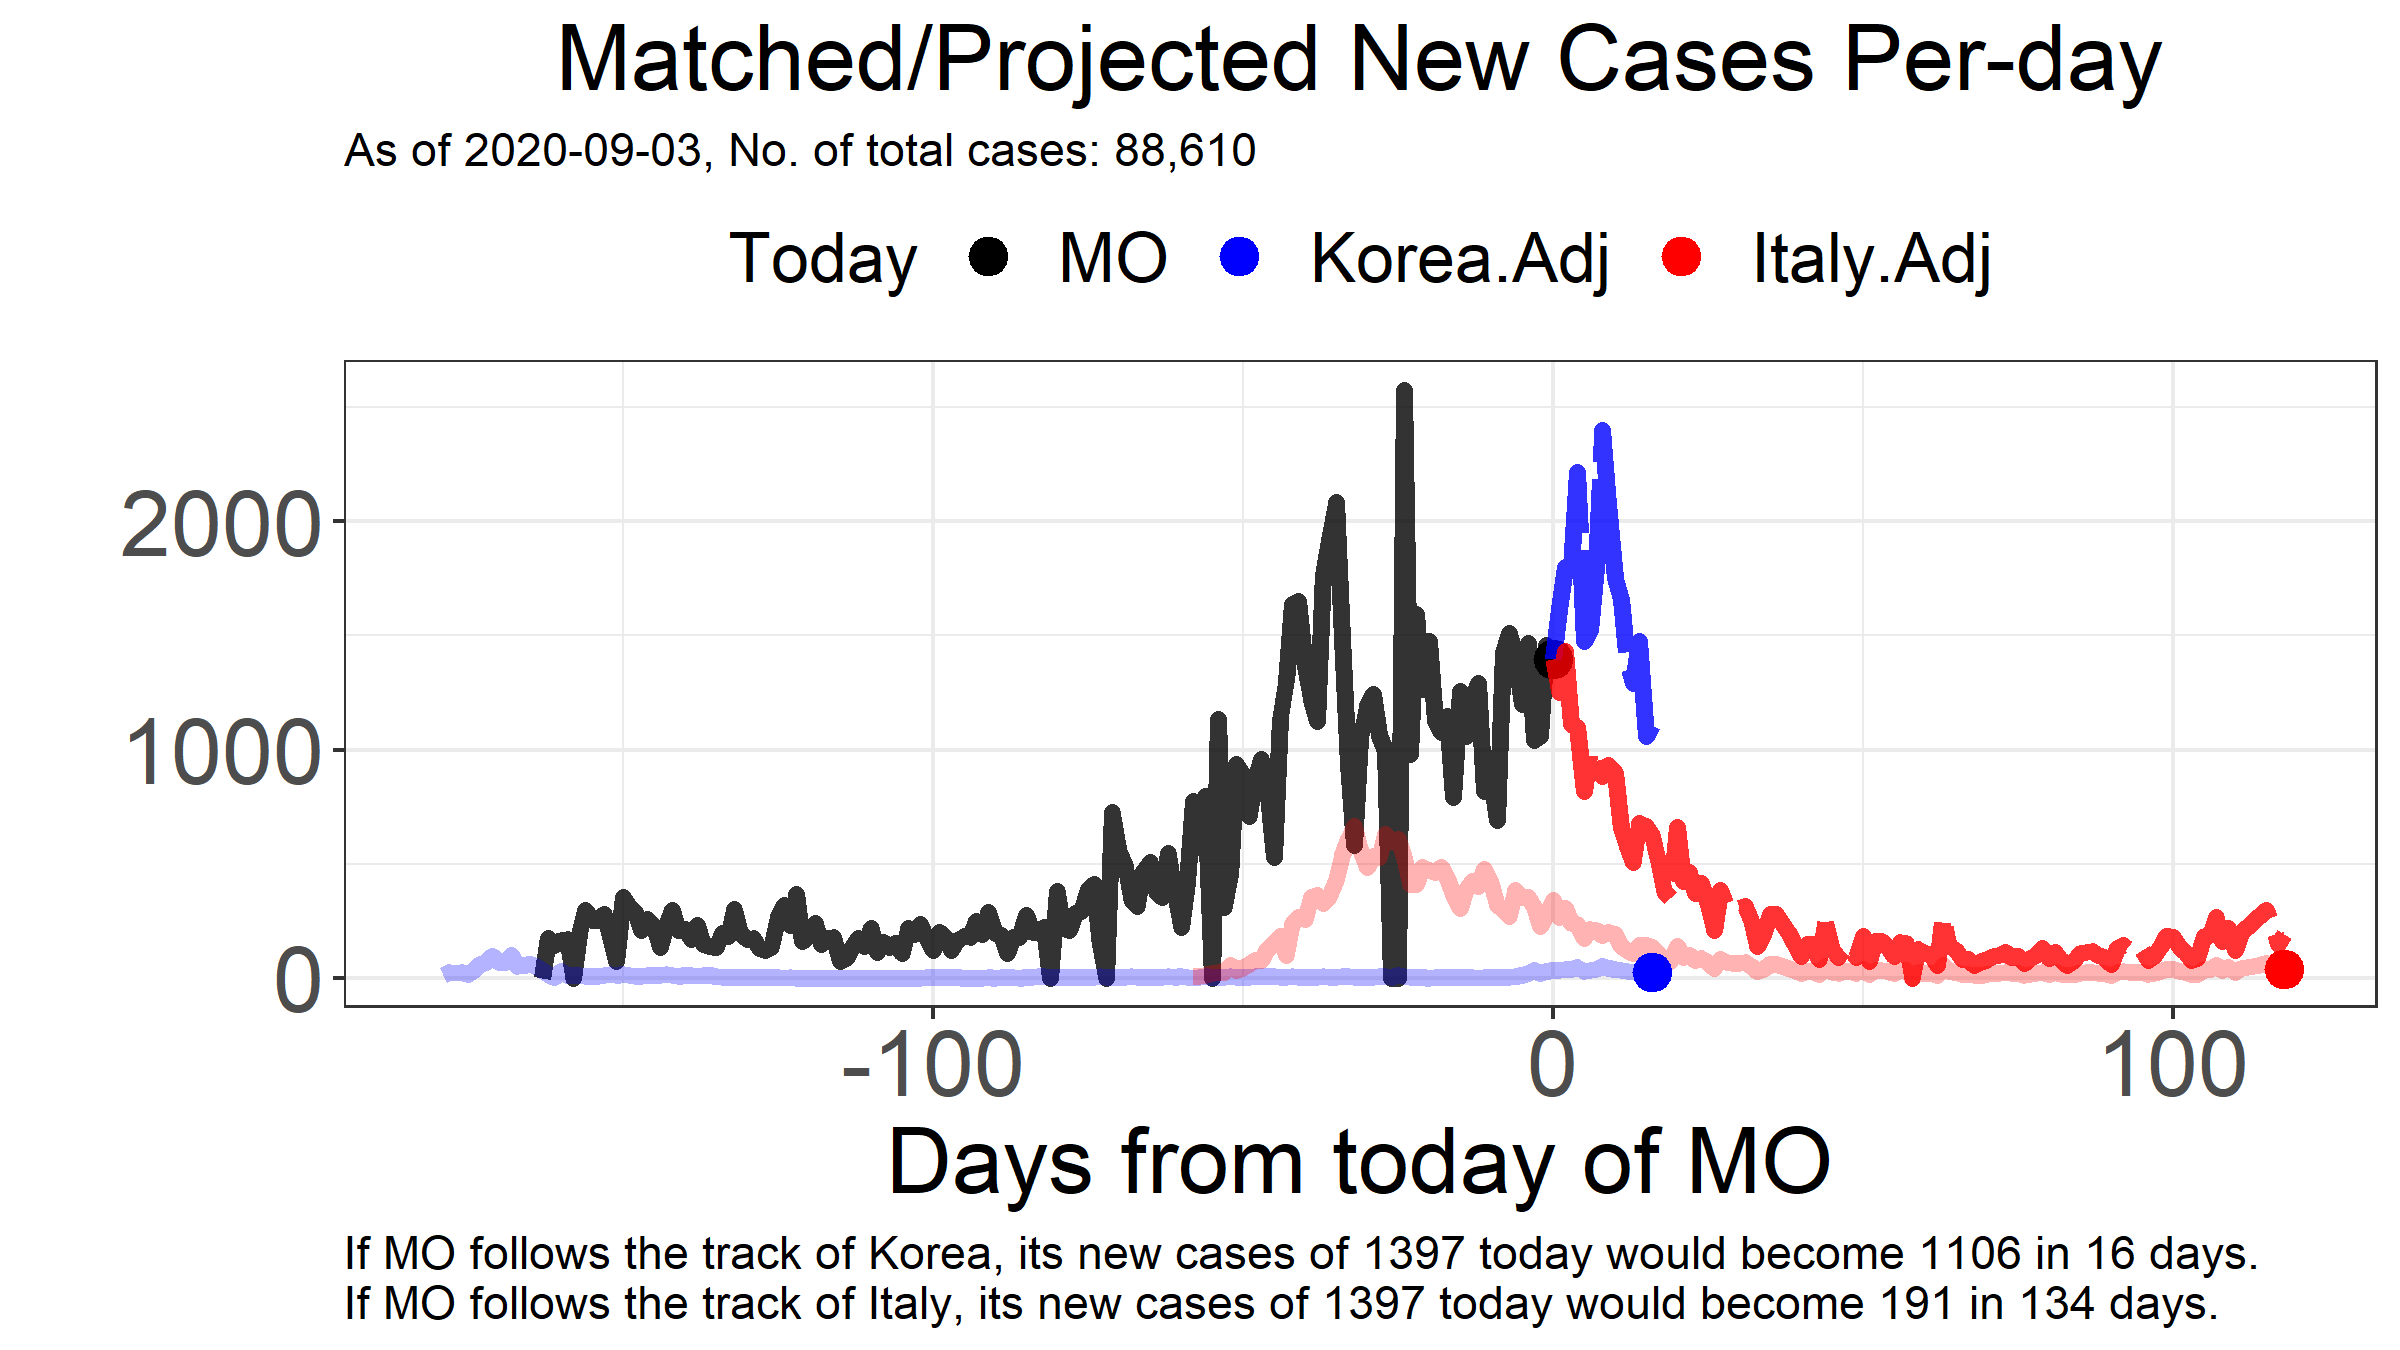 Matched/Projected New Cases Per-day
As of 2020-09-03, No. of total cases: 88,610
Today MO Korea.Adj Italy.Adj
2000
1000
0
-100 0 100
Days from today of MO
If MO follows the track of Korea, its new cases of 1397 today would become 1106 in 16 days.
If MO follows the track of Italy, its new cases of 1397 today would become 191 in 134 days.